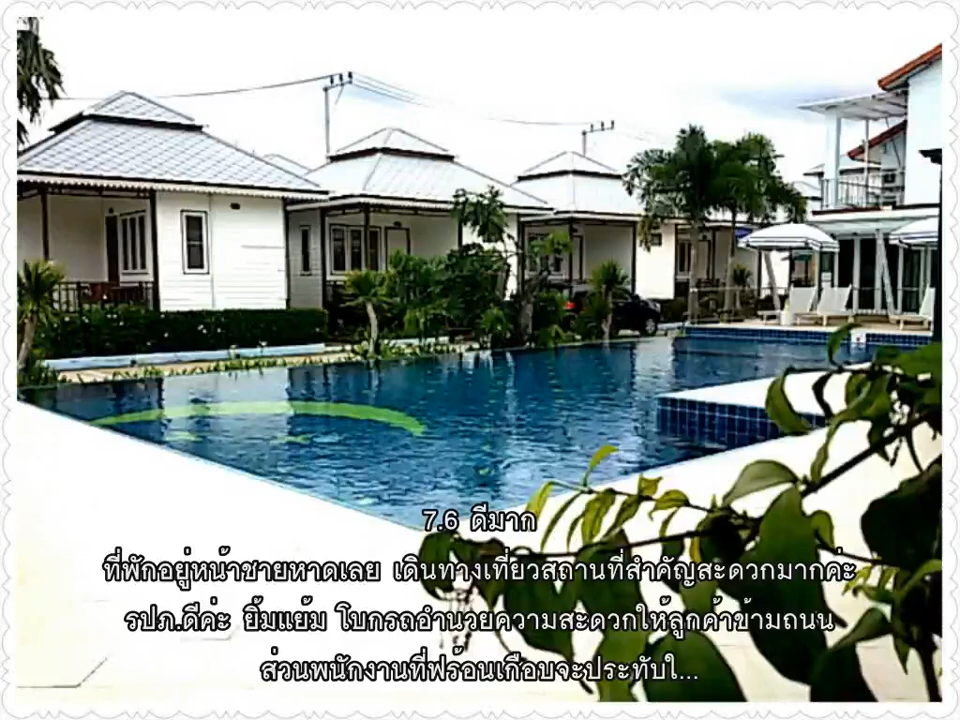 7.6 ดีมาก
ที่พักอยู่หน้าชายหาดเลย เดินทางเที่ยวสถานที่สำคัญสะดวกมากค่ะ
รปภ.ดีค่ะ ยิ้มแย้ม โบกรถอำนวยความสะดวกให้ลูกค้าข้ามถนน
ส่วนพนักงานที่ฟร้อนเกือบจะประทับใ...